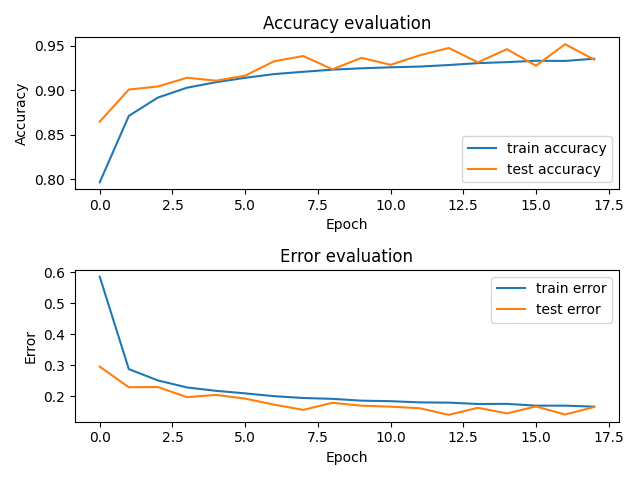 Accuracy evaluation
0.95
0.90
0.85
0.80
Accuracy
train accuracy
test accuracy
0.0 2.5 5.0 7.5 10.0 12.5 15.0 17.5
Epoch
Error evaluation
0.6
0.5
0.4
0.3
0.2
Error
train error
test error
0.0 2.5 5.0 7.5 10.0 12.5 15.0 17.5
Epoch